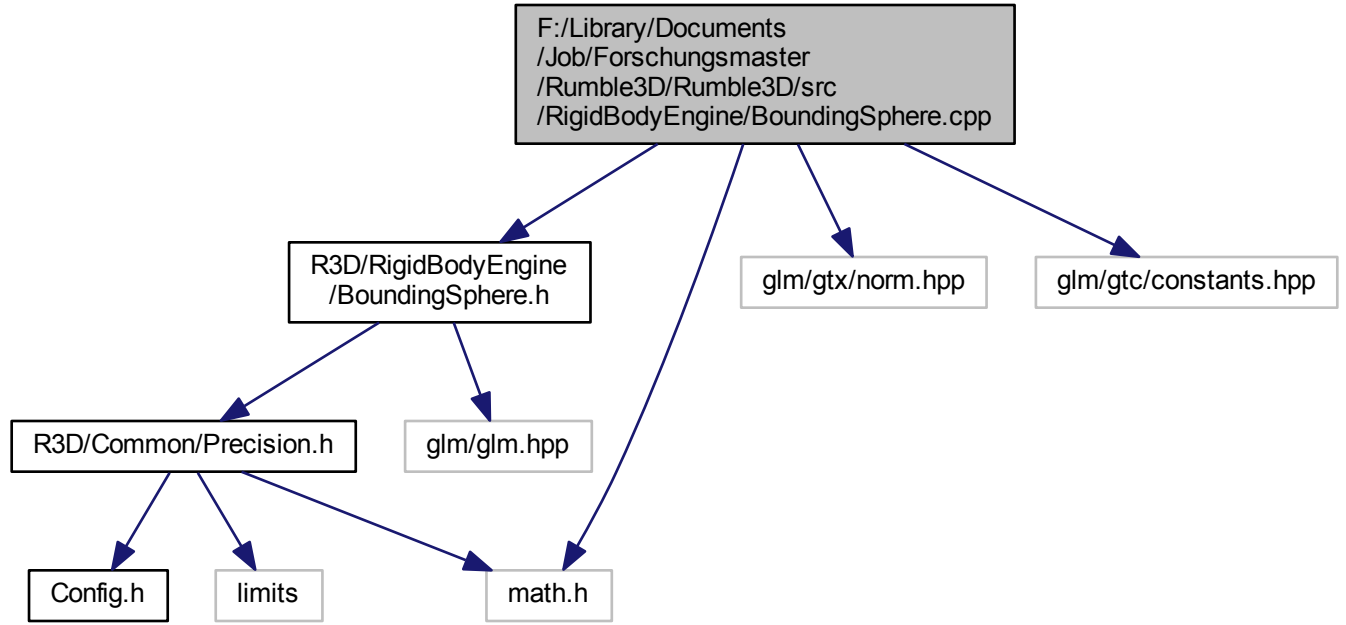 F:/Library/Documents
/Job/Forschungsmaster
/Rumble3D/Rumble3D/src
/RigidBodyEngine/BoundingSphere.cpp
R3D/RigidBodyEngine
/BoundingSphere.h
glm/gtx/norm.hpp
glm/gtc/constants.hpp
R3D/Common/Precision.h
glm/glm.hpp
Config.h
limits
math.h